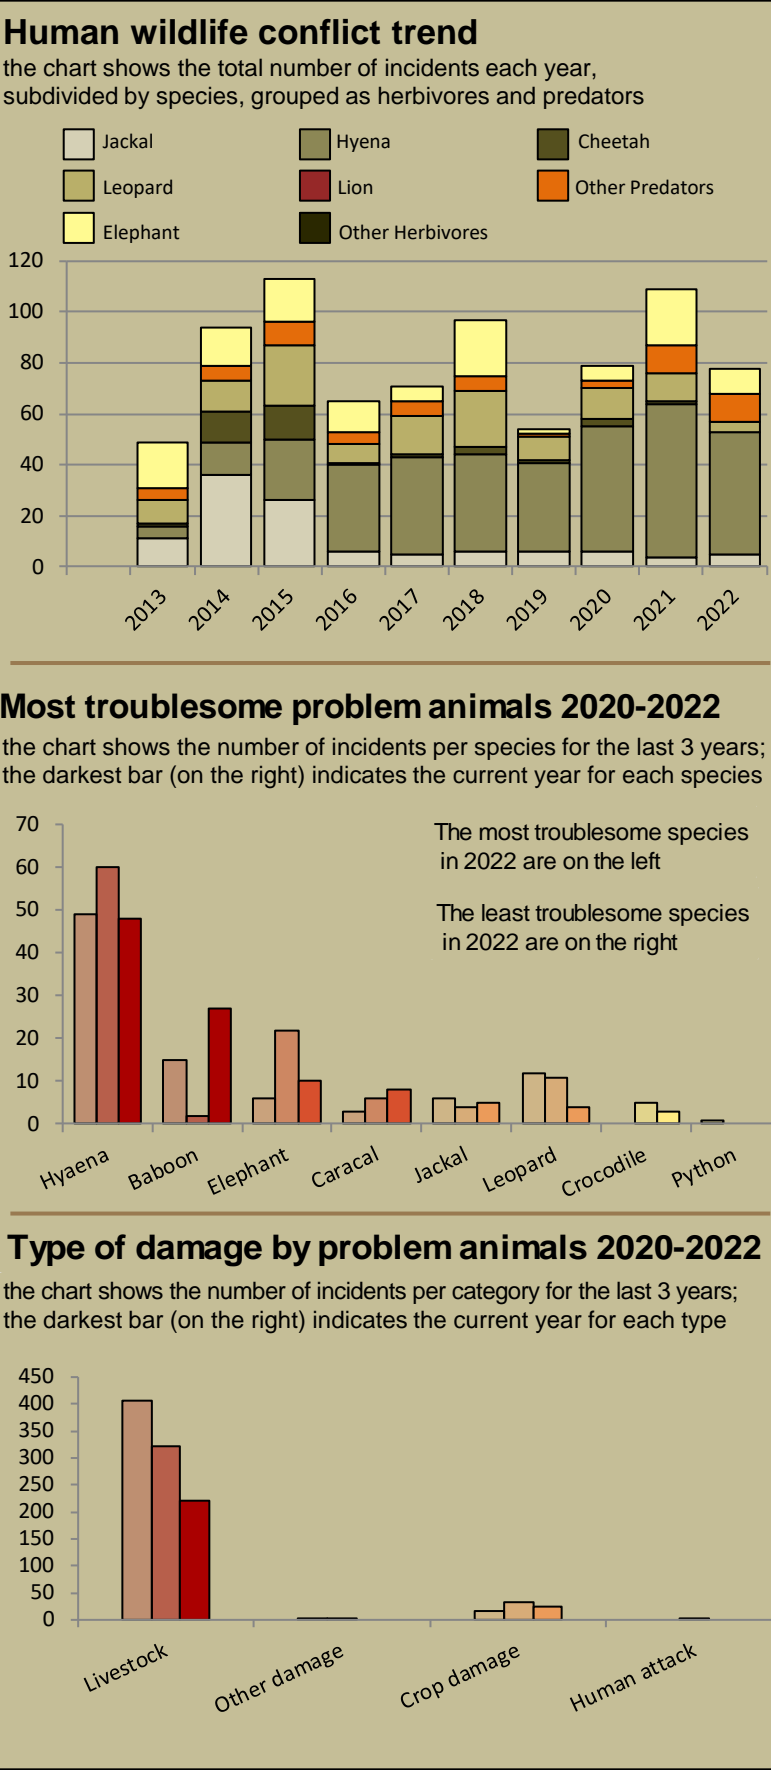 Human wildlife conflict trend
the chart shows the total number of incidents each year,
subdivided by species, grouped as herbivores and predators
Jackal Hyena Cheetah
Leopard Lion Other Predators
Elephant Other Herbivores
120
100
80
60
40
20
0
2013 2014 2015 2016 2017 2018 2019 2020 2021 2022
Most troublesome problem animals 2020-2022
the chart shows the number of incidents per species for the last 3 years;
the darkest bar (on the right) indicates the current year for each species
The most troublesome species
in 2022 are on the left
The least troublesome species
in 2022 are on the right
70
60
50
40
30
20
10
0
Hyaena Baboon Elephant Caracal Jackal Leopard Crocodile Python
Type of damage by problem animals 2020-2022
the chart shows the number of incidents per category for the last 3 years;
the darkest bar (on the right) indicates the current year for each type
450
400
350
300
250
200
150
100
50
0
Livestock Other damage Crop damage Human attack